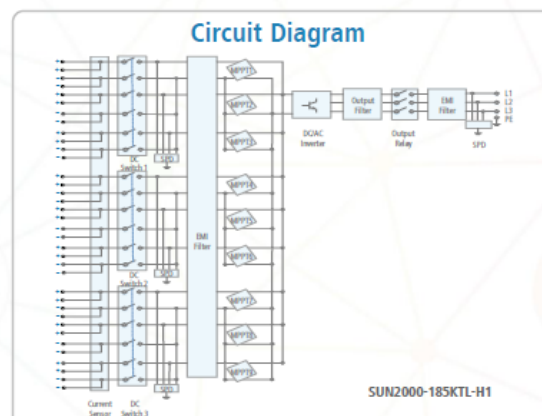 Circuit Diagram
MPPT1
MPPT2
MPPT3
DC
Switch 1
SPD
MPPT4
MPPT5
MPPT6
EMI
Filter
DC
Switch 2
SPD
MPPT7
MPPT8
MPPT9
Current
Sensor
DC
Switch 3
SPD
DC/AC
Inverter
Output
Filter
Output
Relay
EMI
Filter
L1
L2
L3
PE
SPD
SUN2000-185KTL-H1